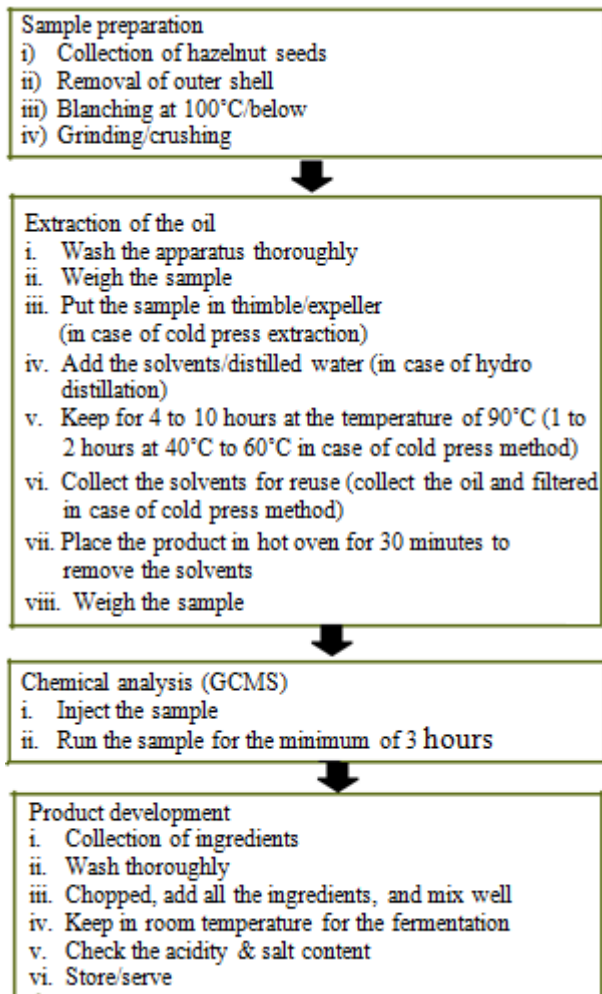 Sample preparation
i) Collection of hazelnut seeds
ii) Removal of outer shell
iii) Blanching at 100˚C/below
iv) Grinding/crushing
Extraction of the oil
i. Wash the apparatus thoroughly
ii. Weigh the sample
iii. Put the sample in thimble/expeller
(in case of cold press extraction)
iv. Add the solvents/distilled water (in case of hydro
distillation)
v. Keep for 4 to 10 hours at the temperature of 90˚C (1 to
2 hours at 40˚C to 60˚C in case of cold press method)
vi. Collect the solvents for reuse (collect the oil and filtered
in case of cold press method)
vii. Place the product in hot oven for 30 minutes to
remove the solvents
viii. Weigh the sample
Chemical analysis (GCMS)
i. Inject the sample
ii. Run the sample for the minimum of 3 hours
Product development
i. Collection of ingredients
ii. Wash thoroughly
iii. Chopped, add all the ingredients, and mix well
iv. Keep in room temperature for the fermentation
v. Check the acidity & salt content
vi. Store/serve